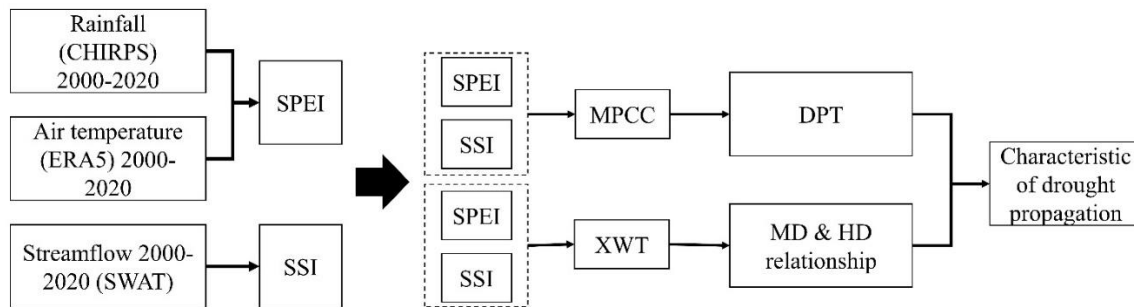 Rainfall
(CHIRPS)
2000-2020
SPEI
Air temperature
(ERA5) 2000-
2020
Streamflow 2000-
2020 (SWAT)
SSI
SPEI
SSI
MPCC
DPT
SPEI
SSI
XWT
MD & HD
relationship
Characteristic
of drought
propagation